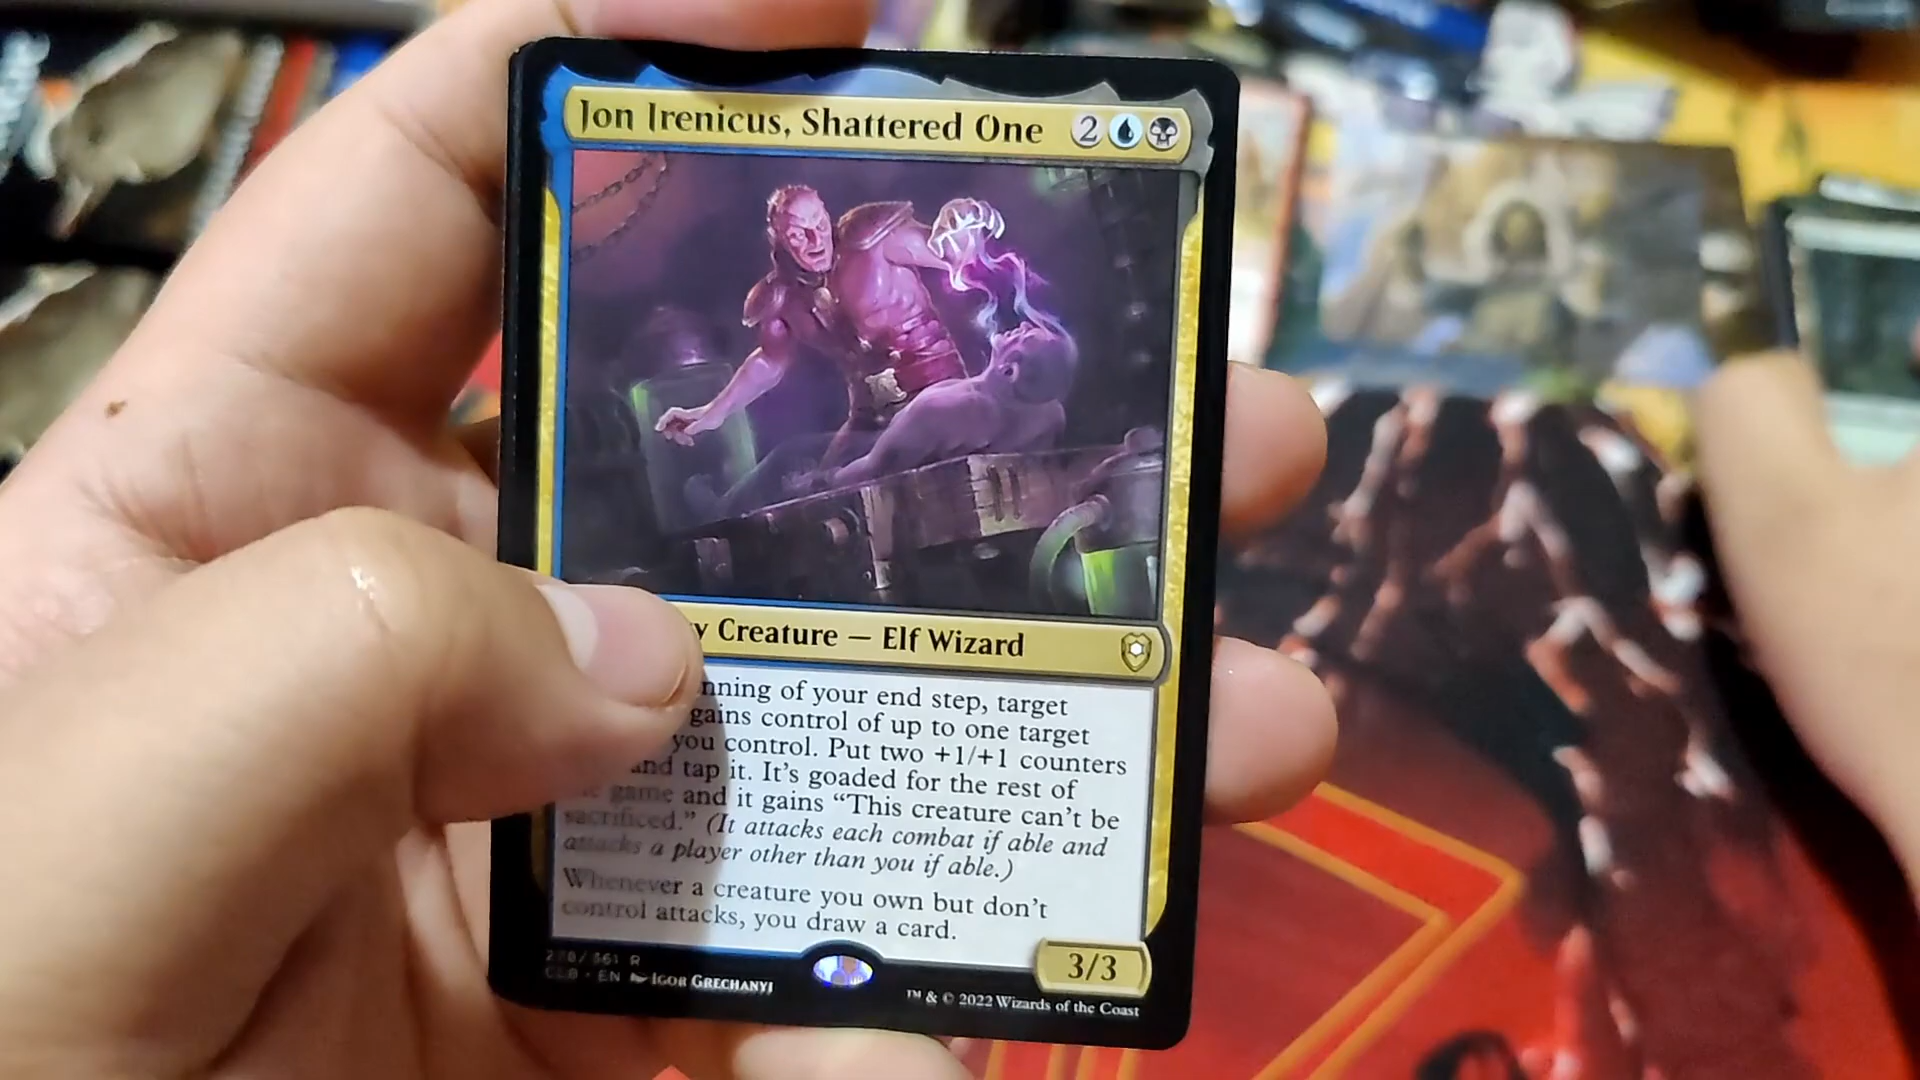 Jon Irenicus, Shattered One 2
Creature — Elf Wizard
nning of your end step, target
gains control of up to one target
you control. Put two +1/+1 counters
and tap it. It's goaded for the rest of
game and it gains "This creature can't be
sacrificed." (It attacks each combat if able and
attacks a player other than you if able.)
Whenever a creature you own but don't
control attacks, you draw a card.
3/3
/361 R
CLB • EN IGOR GRECHANYI
™ & © 2022 Wizards of the Coast